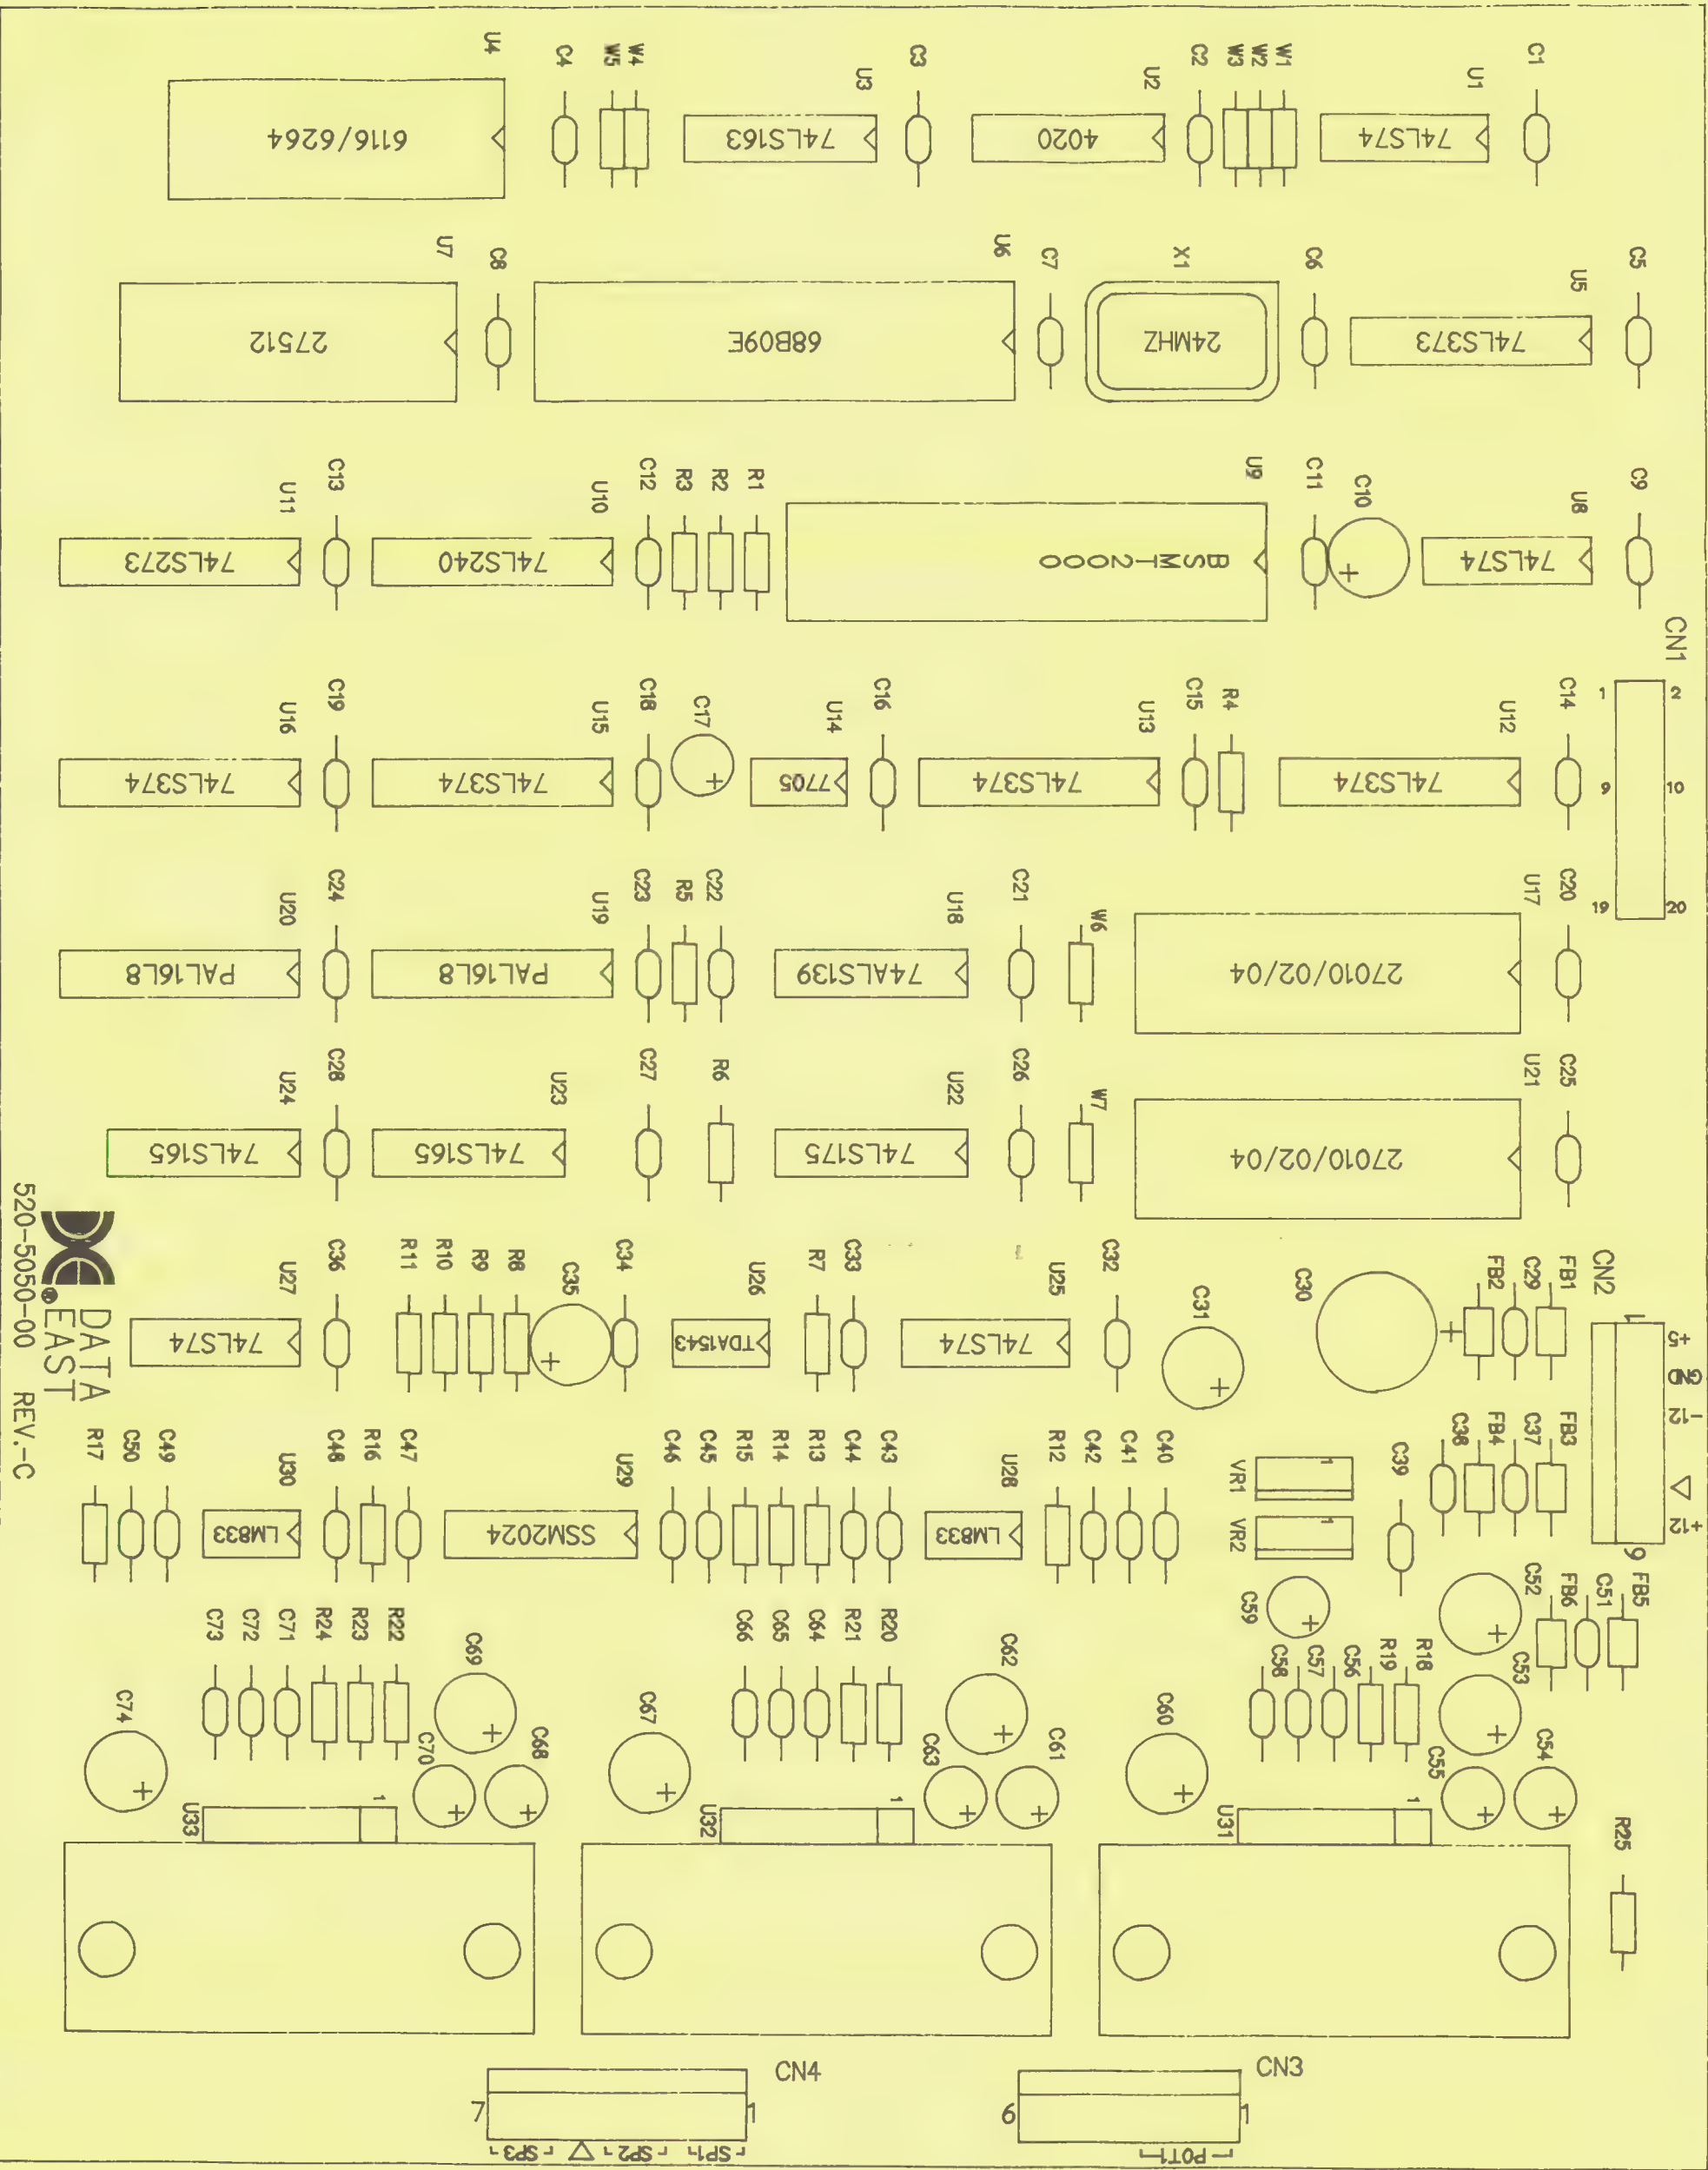 U4
C4
W5
W4
U3
C3
U2
C2
W3
W2
W1
U1
C1
6116/6264
74LS163
4020
74LS74
U7
C8
U6
C7
X1
C6
U5
C5
27512
68B09E
24MHZ
74LS373
U11
C13
U10
C12
R3
R2
R1
U9
C11
C10
U8
C9
74LS273
74LS240
BSMT-2000
+
74LS74
CN1
U16
C19
U15
C18
C17
U14
C16
U13
C15
R4
U12
C14
1
2
74LS374
74LS374
+
7705
74LS374
74LS374
9
10
U20
C24
U19
C23
R5
C22
U18
C21
W6
U17
C20
19
20
PAL16L8
PAL16L8
74ALS139
27010/02/04
U24
C28
U23
C27
R6
U22
C26
W7
U21
C25
74LS165
74LS165
74LS175
27010/02/04
DATA
EAST
®
520-5050-00 REV.-C
U27
C36
R11
R10
R9
R8
C35
C34
U26
R7
C33
U25
C32
C31
C30
FB2
C29
FB1
CN2
74LS74
+
TDA1543
74LS74
+
+
1
+5
GND
-12
+12
9
R17
C50
C49
U30
C48
R16
C47
U29
C46
C45
R15
R14
R13
C44
C43
U28
R12
C42
C41
C40
VR1
1
VR2
1
C39
C38
FB4
C37
FB3
LM833
SSM2024
LM833
C59
+
C52
+
FB6
C51
FB5
C73
C72
C71
R24
R23
R22
C69
C66
C65
C64
R21
R20
C62
C58
C57
C56
R19
R18
C53
C74
+
C70
+
C68
+
+
C67
+
C63
+
C61
+
+
C60
+
C55
+
C54
+
+
U33
1
U32
1
U31
1
R25
CN4
CN3
7
1
6
1
SP3
SP2
SP1
POT1